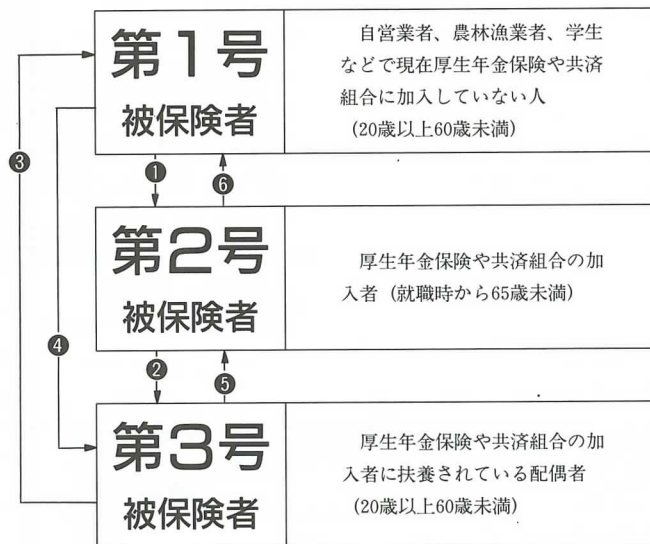 第1号
被保険者
自営業者、農林漁業者、学生
などで現在厚生年金保険や共済
組合に加入していない人
(20歳以上60歳未満)
❸
❶
❻
第2号
被保険者
厚生年金保険や共済組合の加
入者(就職時から65歳未満)
❹
❷
❺
第3号
被保険者
厚生年金保険や共済組合の加
入者に扶養されている配偶者
(20歳以上60歳未満)